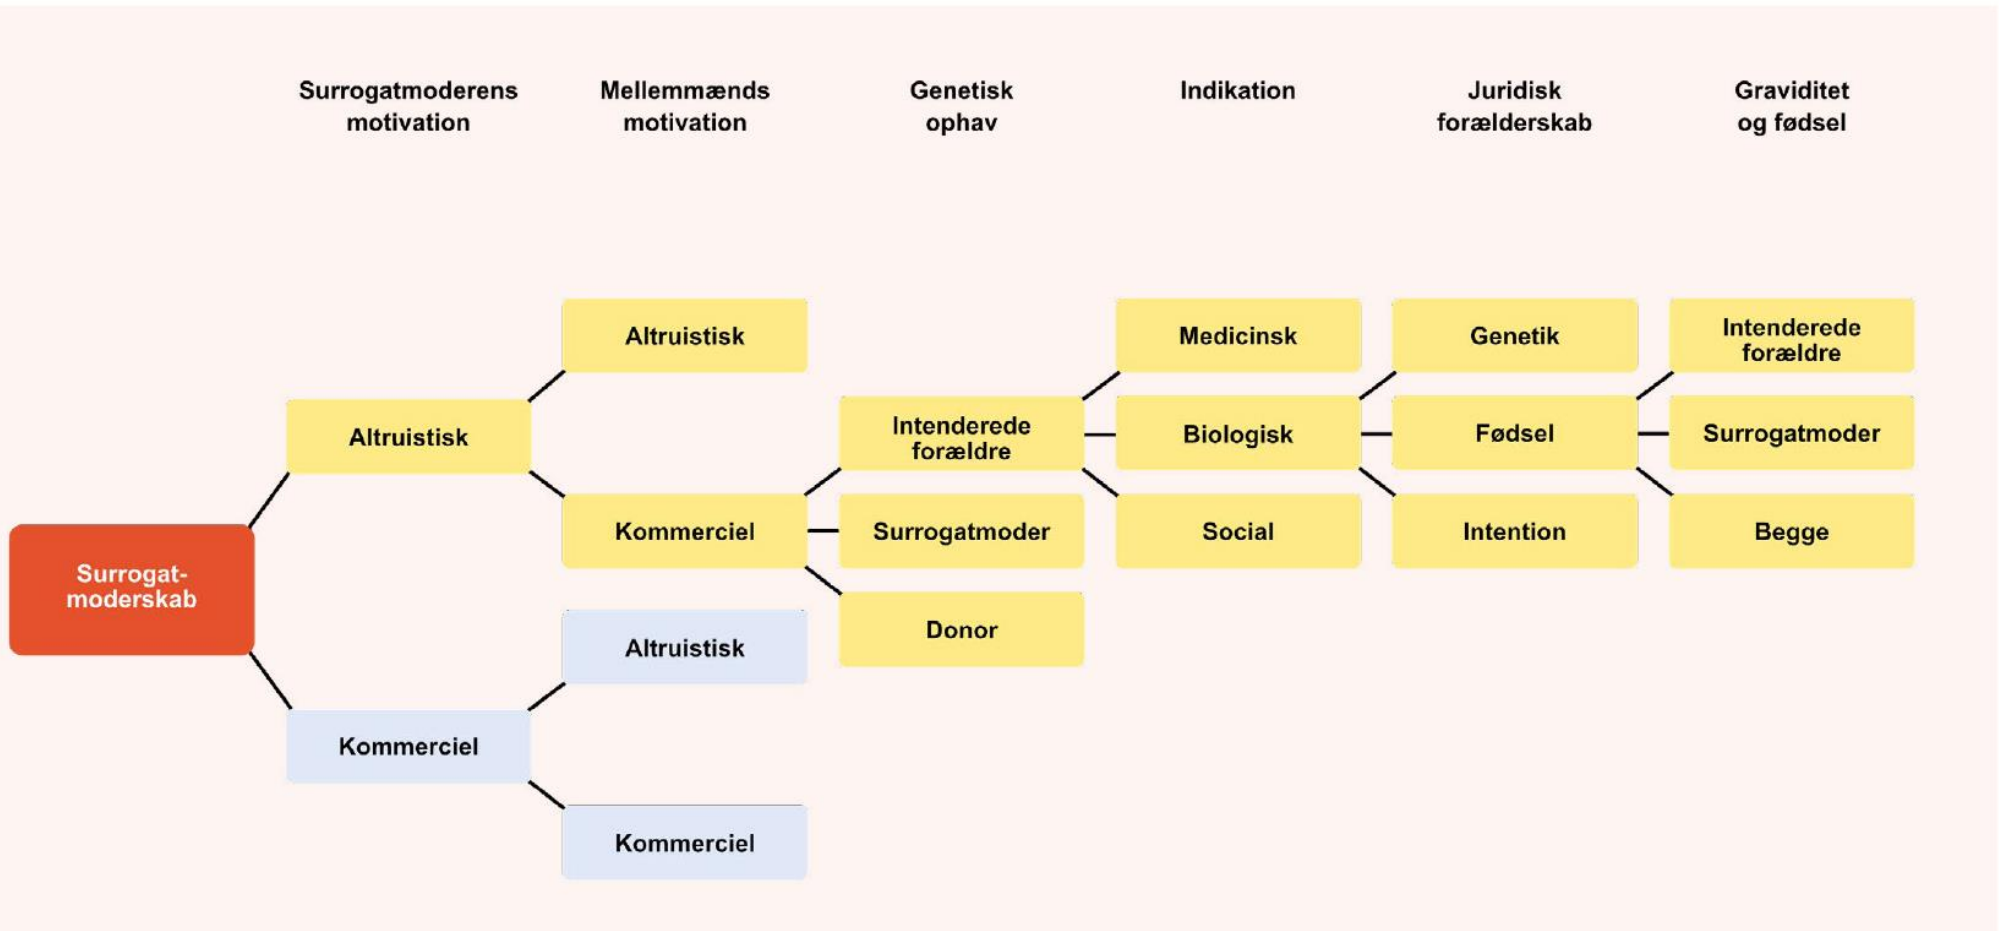 Surrogatmoderens
motivation
Mellemmænds
motivation
Genetisk
ophav
Indikation
Juridisk
forælderskab
Graviditet
og fødsel
Surrogat-
moderskab
Altruistisk
Kommerciel
Altruistisk
Kommerciel
Altruistisk
Kommerciel
Intenderede
forældre
Surrogatmoder
Donor
Medicinsk
Biologisk
Social
Genetik
Fødsel
Intention
Intenderede
forældre
Surrogatmoder
Begge